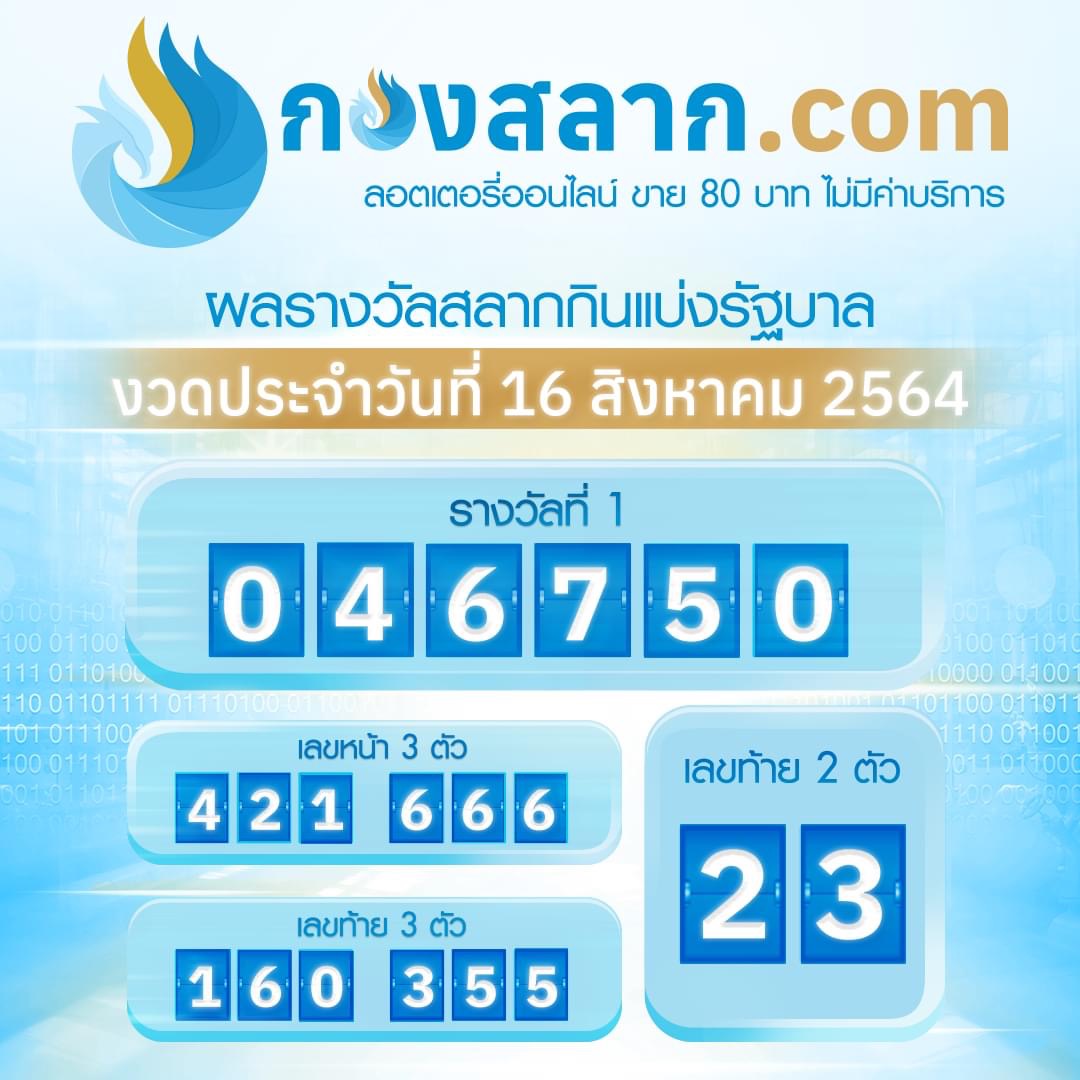 กองสลาก.com
ลอตเตอรี่ออนไลน์ ขาย 80 บาท ไม่มีค่าบริการ
ผลรางวัลสลากกินแบ่งรัฐบาล
งวดประจำวันที่ 16 สิงหาคม 2564
รางวัลที่ 1
046750
เลขหน้า 3 ตัว
421 666
เลขท้าย 2 ตัว
23
เลขท้าย 3 ตัว
160 355